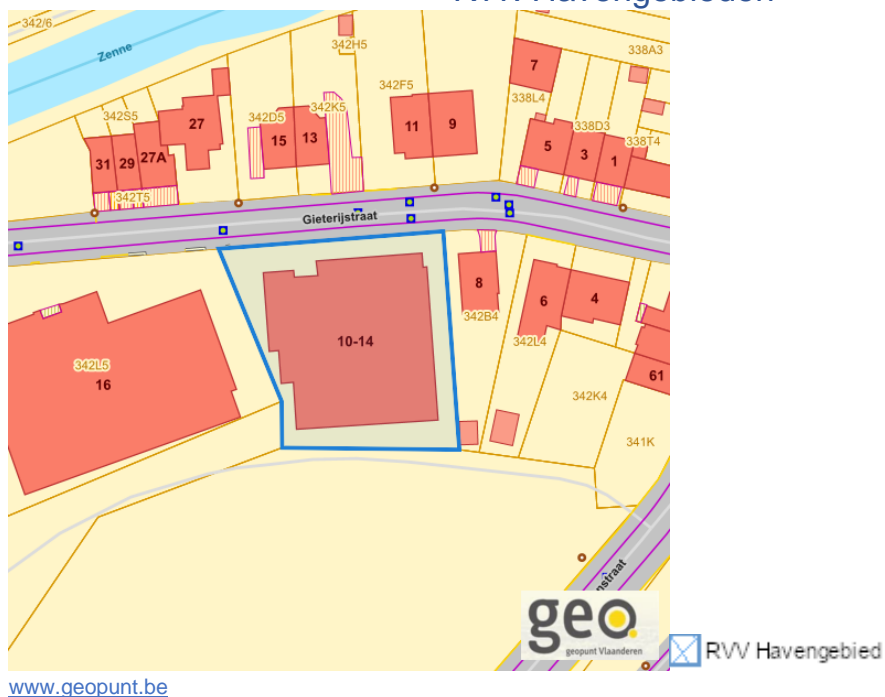 342/6
Zenne
342H5
338A3
7
342F5
338L4
342S5
27
342D5
342K5
338D3
338T4
15
13
11
9
5
3
1
31
29
27A
342T5
Gieterijstraat
8
6
4
342B4
342L4
10-14
342L5
16
61
342K4
341K
nstraat
geo
geopunt Vlaanderen
RVV Havengebied
www.geopunt.be